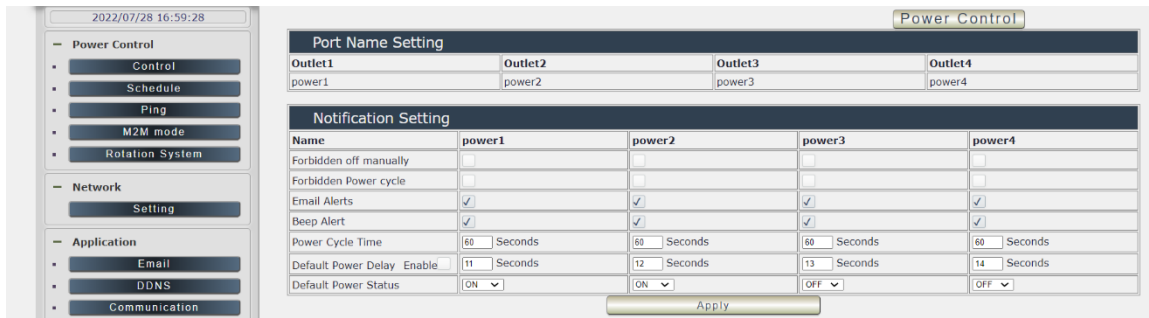 2022/07/28 16:59:28
Power Control
Control
Schedule
Ping
M2M mode
Rotation System
Network
Setting
Application
Email
DDNS
Communication
Power Control
Port Name Setting
Outlet1 Outlet2 Outlet3 Outlet4
power1 power2 power3 power4
Notification Setting
Name power1 power2 power3 power4
Forbidden off manually
Forbidden Power cycle
Email Alerts
Beep Alert
Power Cycle Time 60 Seconds 60 Seconds 60 Seconds 60 Seconds
Default Power Delay Enable 11 Seconds 12 Seconds 13 Seconds 14 Seconds
Default Power Status ON ON OFF OFF
Apply